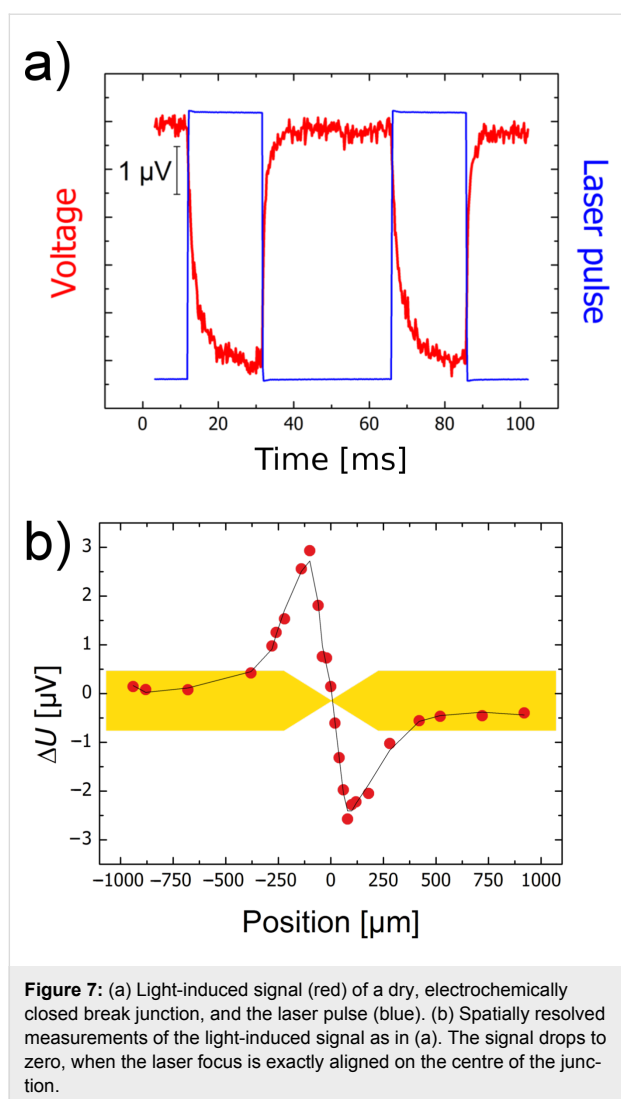 a)
1 µV
Voltage
Laser pulse
0 20 40 60 80 100
Time [ms]
b)
3
2
1
0
−1
−2
−3
ΔU [µV]
−1000 −750 −500 −250 0 250 500 750 1000
Position [µm]
Figure 7: (a) Light-induced signal (red) of a dry, electrochemically
closed break junction, and the laser pulse (blue). (b) Spatially resolved
measurements of the light-induced signal as in (a). The signal drops to
zero, when the laser focus is exactly aligned on the centre of the junc-
tion.